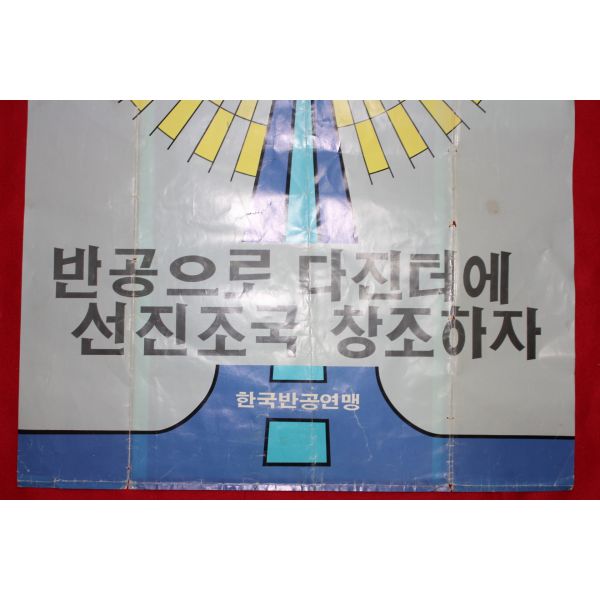 반공으로 다진터에
선진조국 창조하자
한국반공연맹